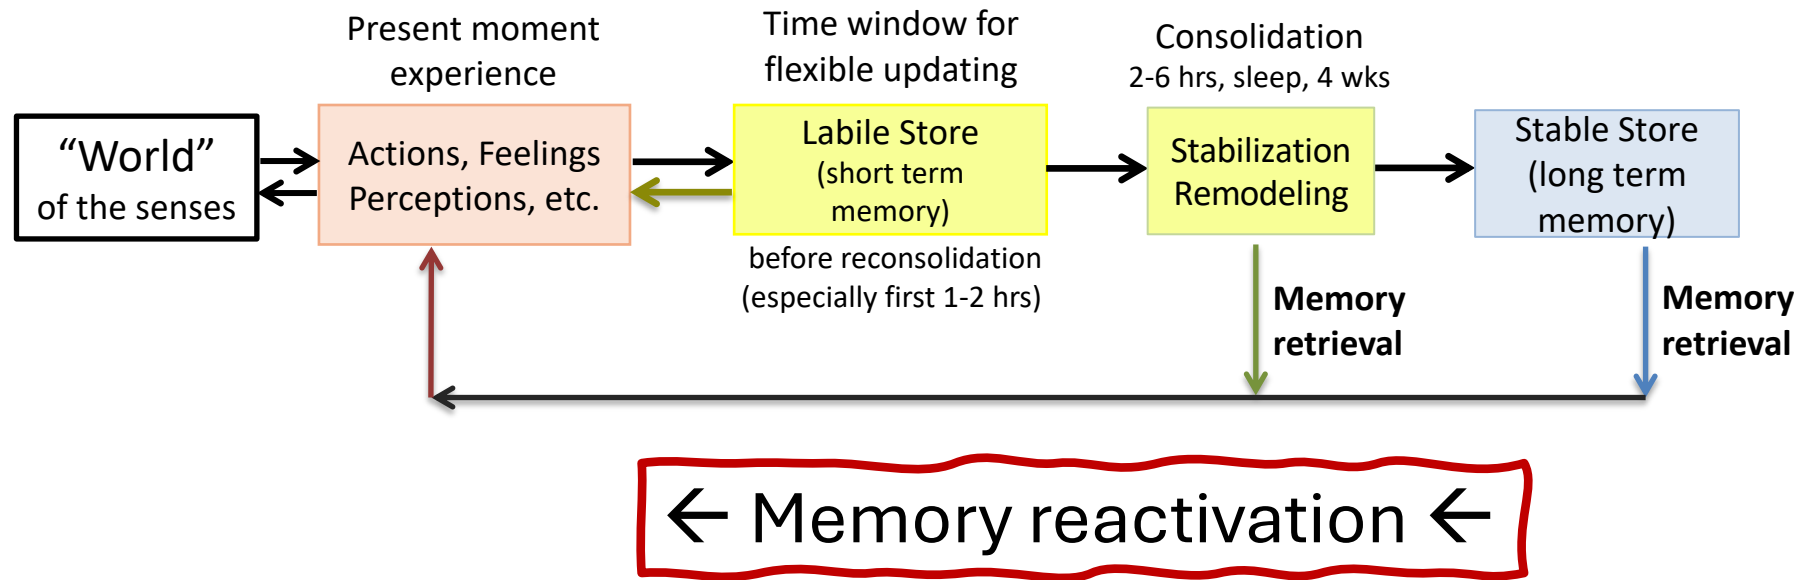 Present moment
experience
Time window for
flexible updating
Consolidation
2-6 hrs, sleep, 4 wks
“World”
of the senses
Actions, Feelings
Perceptions, etc.
Labile Store
(short term
memory)
Stabilization
Remodeling
Stable Store
(long term
memory)
before reconsolidation
(especially first 1-2 hrs)
Memory
retrieval
Memory
retrieval
← Memory reactivation ←